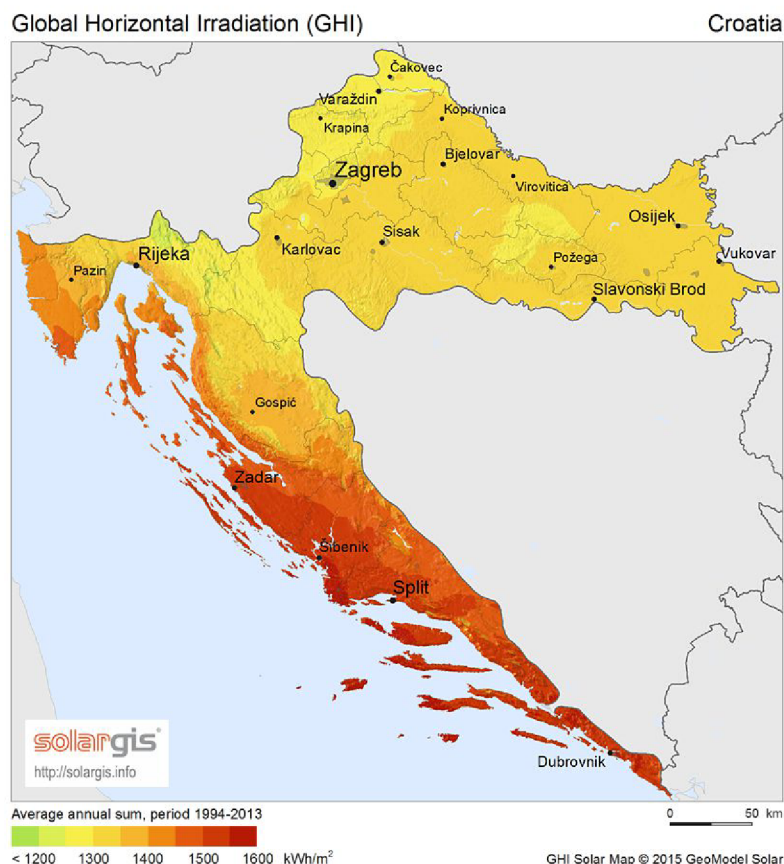 Global Horizontal Irradiation (GHI) Croatia
Čakovec
Varaždin
Koprivnica
Krapina
Bjelovar
Zagreb
Virovitica
Osijek
Sisak
Karlovac
Rijeka
Vukovar
Požega
Pazin
Slavonski Brod
Gospić
Zadar
Šibenik
Split
solargis®
http://solargis.info
Dubrovnik
Average annual sum, period 1994-2013
0 50 km
< 1200 1300 1400 1500 1600 kWh/m²
GHI Solar Map © 2015 GeoModel Solar